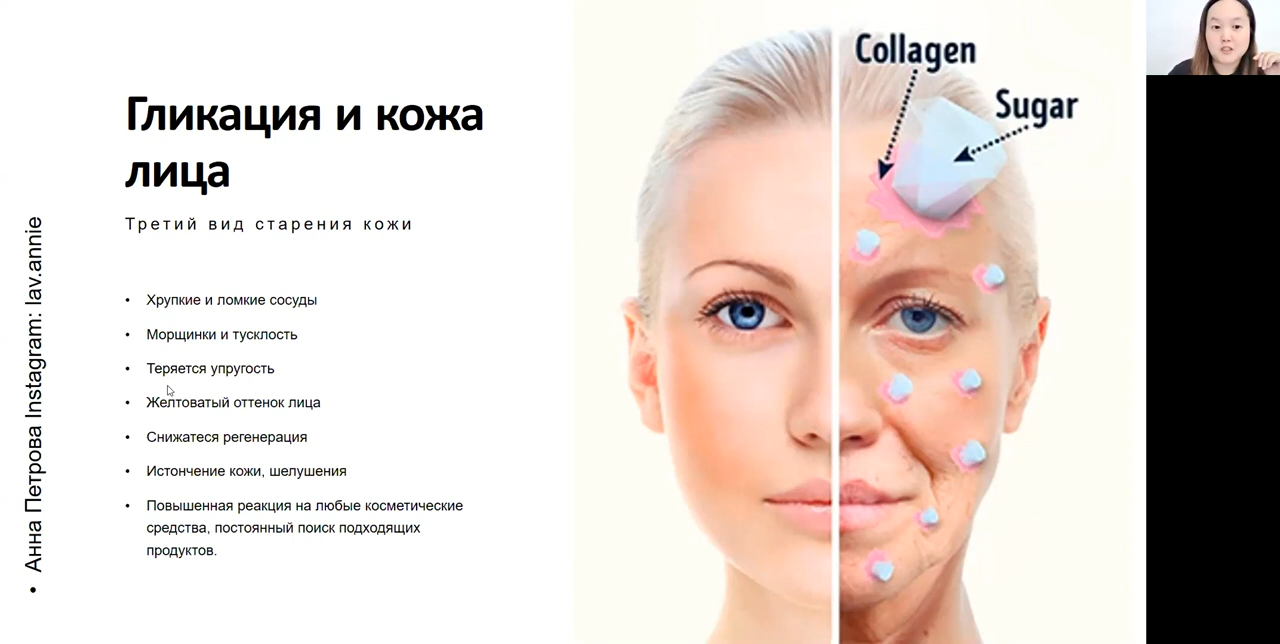 Гликация и кожа
лица
Третий вид старения кожи
• Хрупкие и ломкие сосуды
• Морщинки и тусклость
• Теряется упругость
• Желтоватый оттенок лица
• Снижатеся регенерация
• Истончение кожи, шелушения
• Повышенная реакция на любые косметические
средства, постоянный поиск подходящих
продуктов.
• Анна Петрова Instagram: lav.annie
Collagen
Sugar